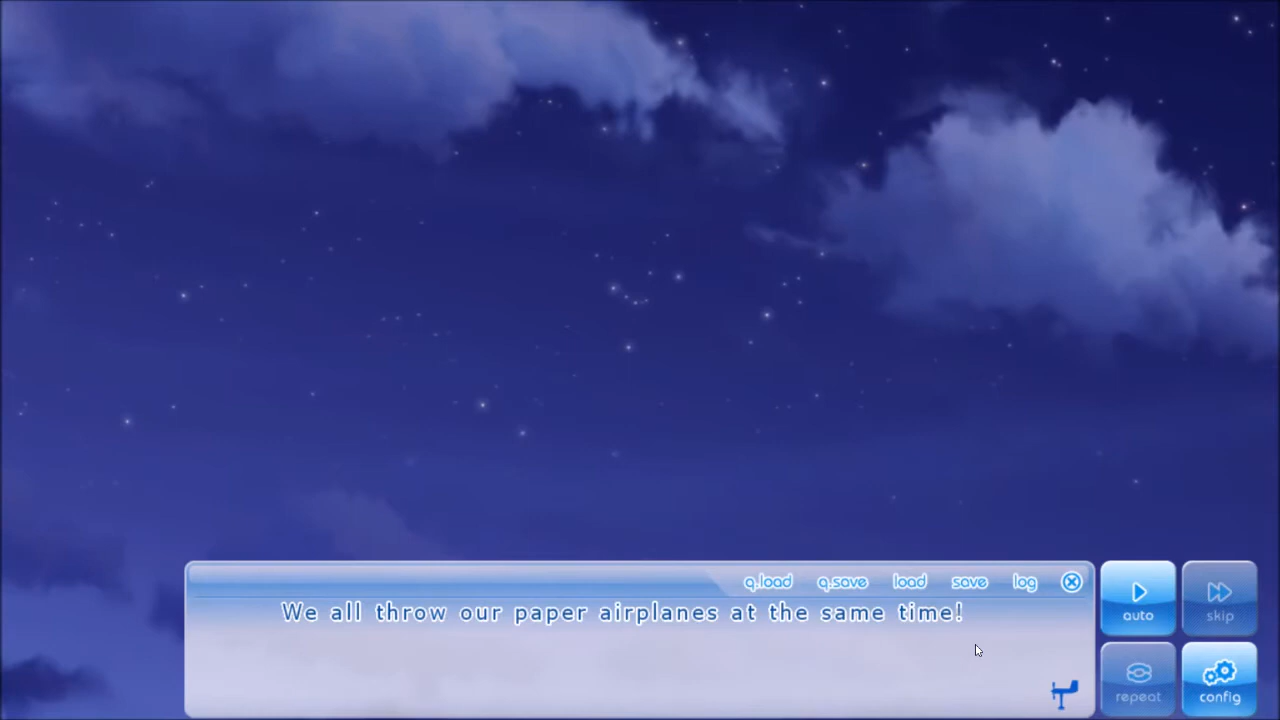 q.load q.save load save log
We all throw our paper airplanes at the same time!
auto skip
repeat config